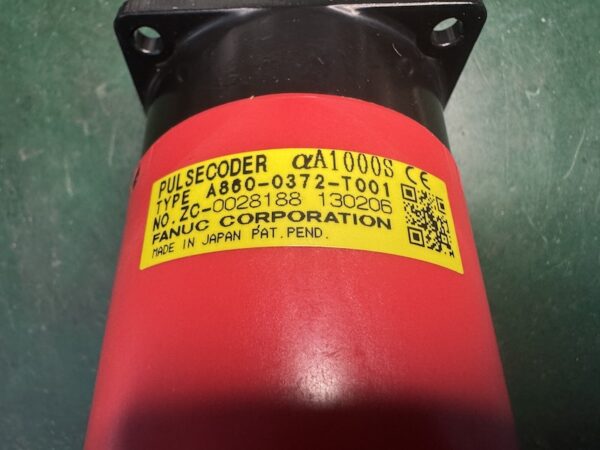 PULSECODER αA1000S CE
TYPE A860-0372-T001
NO.ZC-0028188 130206
FANUC CORPORATION
MADE IN JAPAN PAT.PEND.